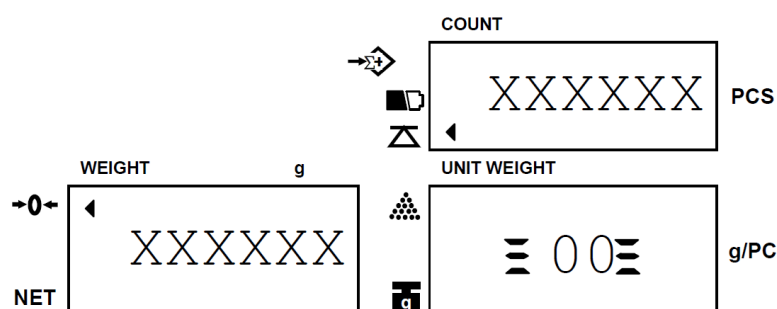 COUNT
XXXXXX PCS
WEIGHT g
UNIT WEIGHT
→0←
XXXXXX
00
g/PC
NET
g